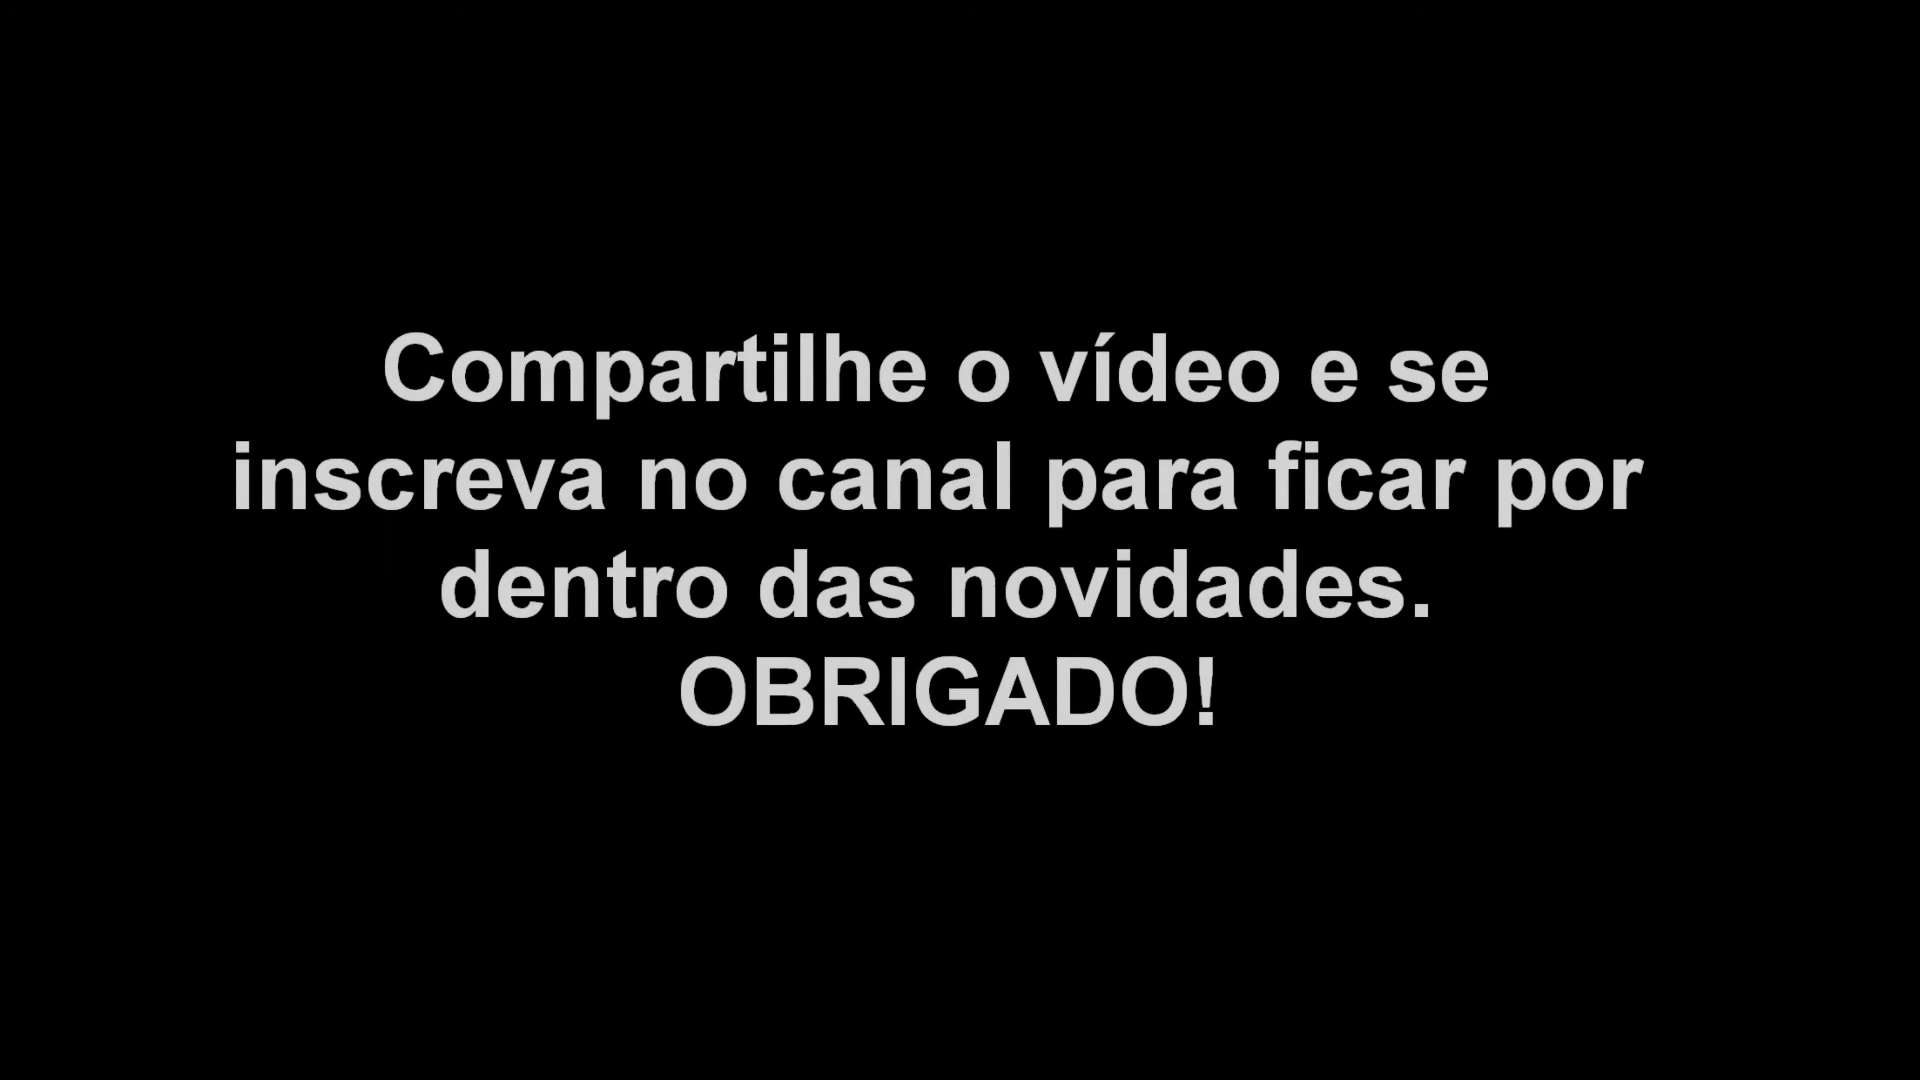 Compartilhe o vídeo e se
inscreva no canal para ficar por
dentro das novidades.
OBRIGADO!